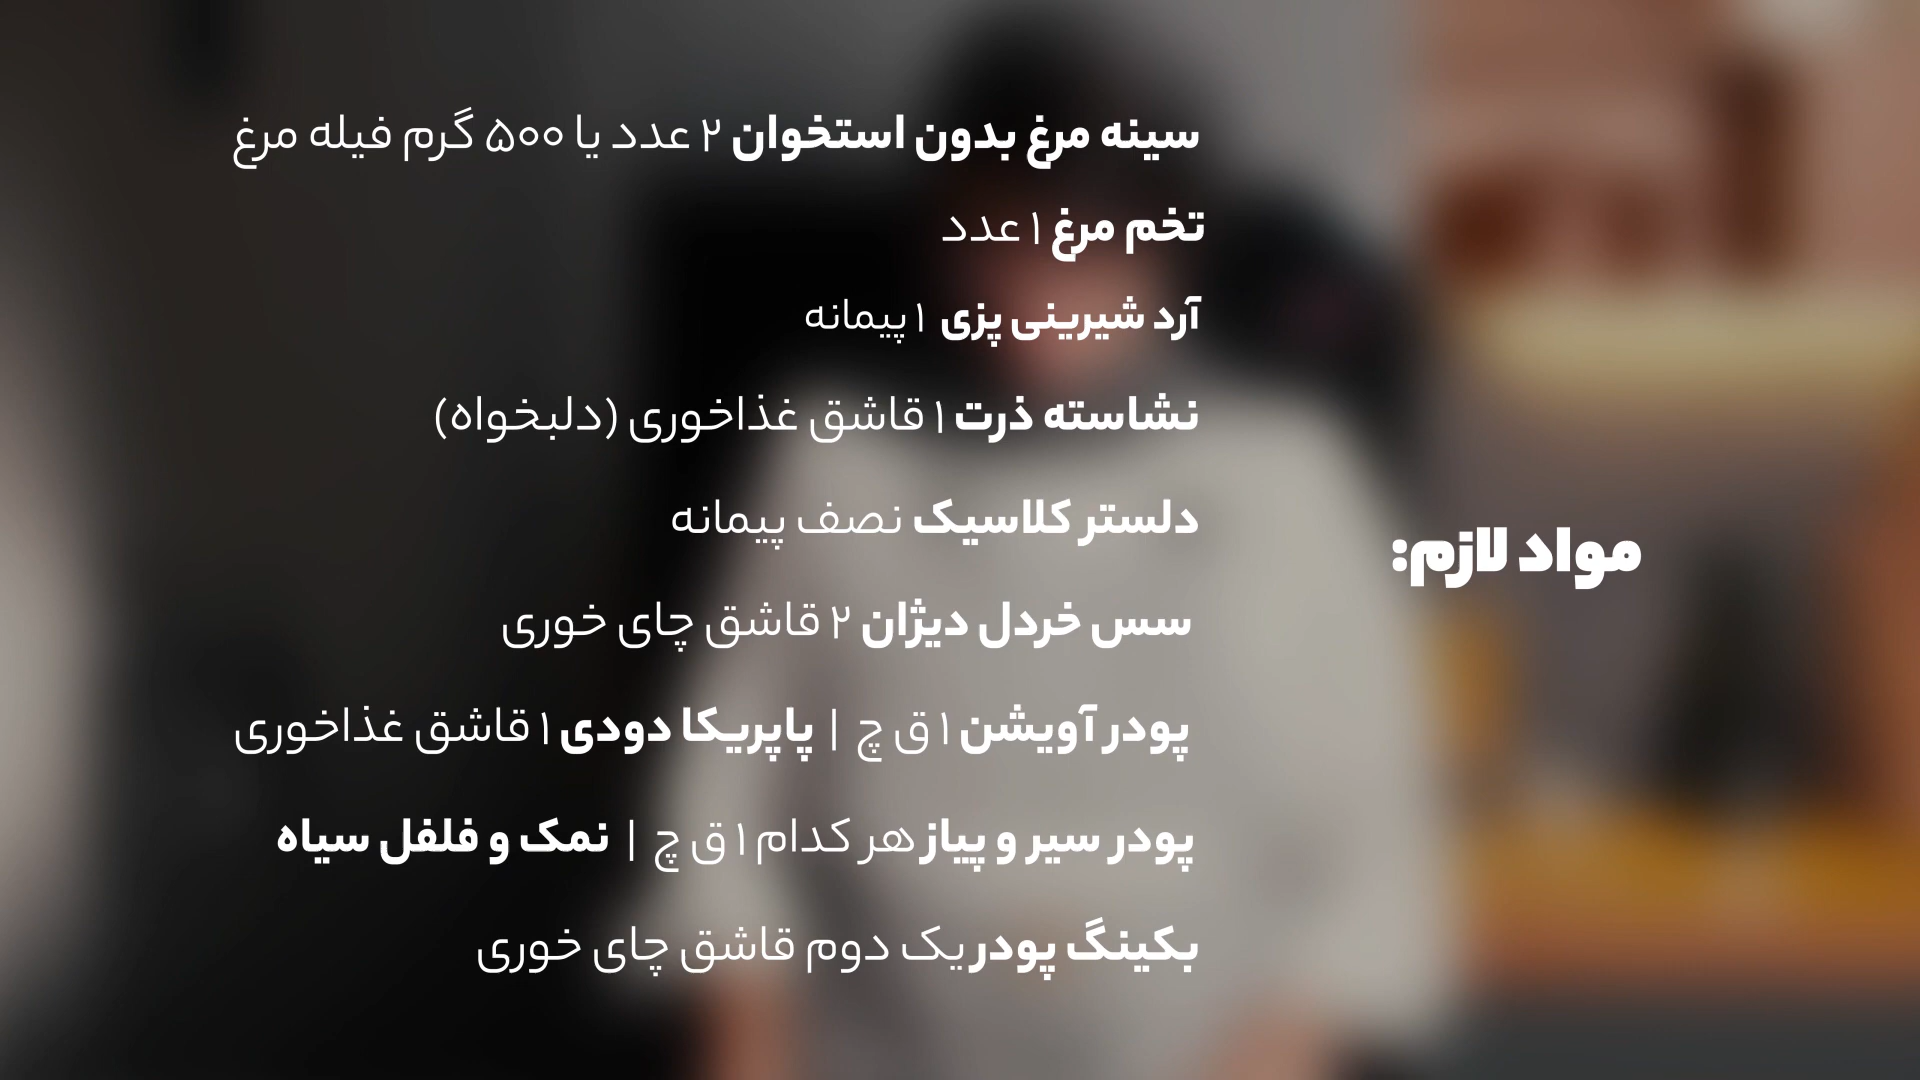 مواد لازم:
سینه مرغ بدون استخوان ۲ عدد یا ۵۰۰ گرم فیله مرغ
تخم مرغ ۱ عدد
آرد شیرینی پزی ۱ پیمانه
نشاسته ذرت ۱ قاشق غذاخوری (دلبخواه)
دلستر کلاسیک نصف پیمانه
سس خردل دیژان ۲ قاشق چای خوری
پودر آویشن ۱ ق چ | پاپریکا دودی ۱ قاشق غذاخوری
پودر سیر و پیاز هر کدام ۱ ق چ | نمک و فلفل سیاه
بکینگ پودر یک دوم قاشق چای خوری